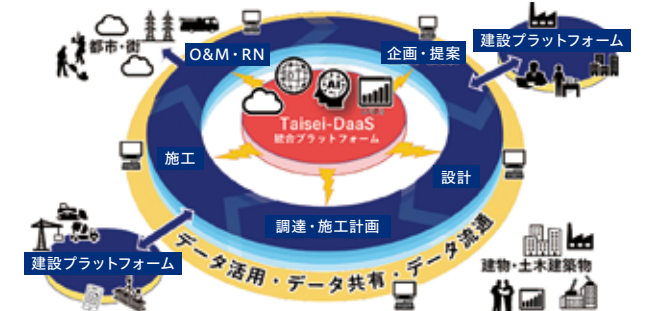 都市・街
O&M・RN
企画・提案
建設プラットフォーム
AI
Taisei-DaaS
統合プラットフォーム
施工
設計
調達・施工計画
建設プラットフォーム
データ活用・データ共有・データ流通
建物・土木建築物